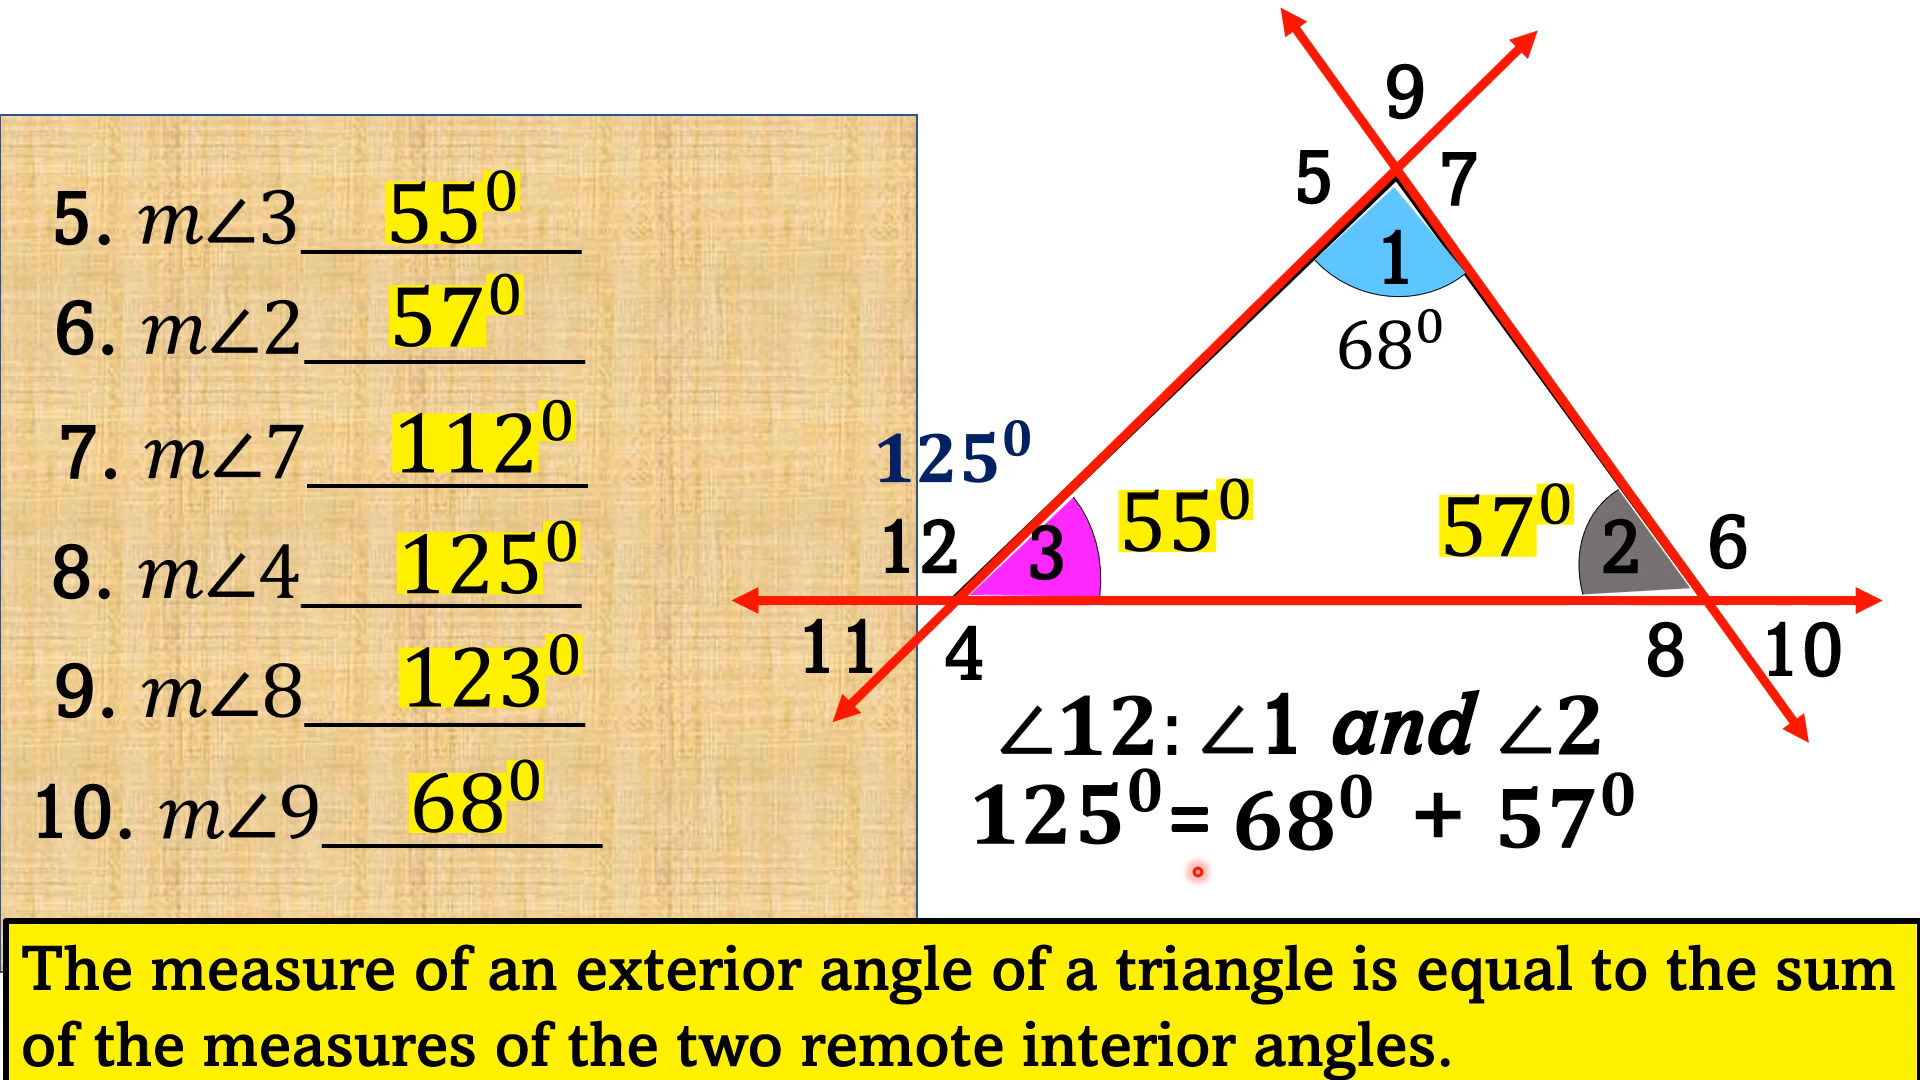 5. m∠3 55⁰
6. m∠2 57⁰
7. m∠7 112⁰
8. m∠4 125⁰
9. m∠8 123⁰
10. m∠9 68⁰
9
5 7
1
68⁰
125⁰
55⁰ 57⁰
12 3 2 6
11 4 8 10
∠12: ∠1 and ∠2
125⁰ = 68⁰ + 57⁰
The measure of an exterior angle of a triangle is equal to the sum
of the measures of the two remote interior angles.